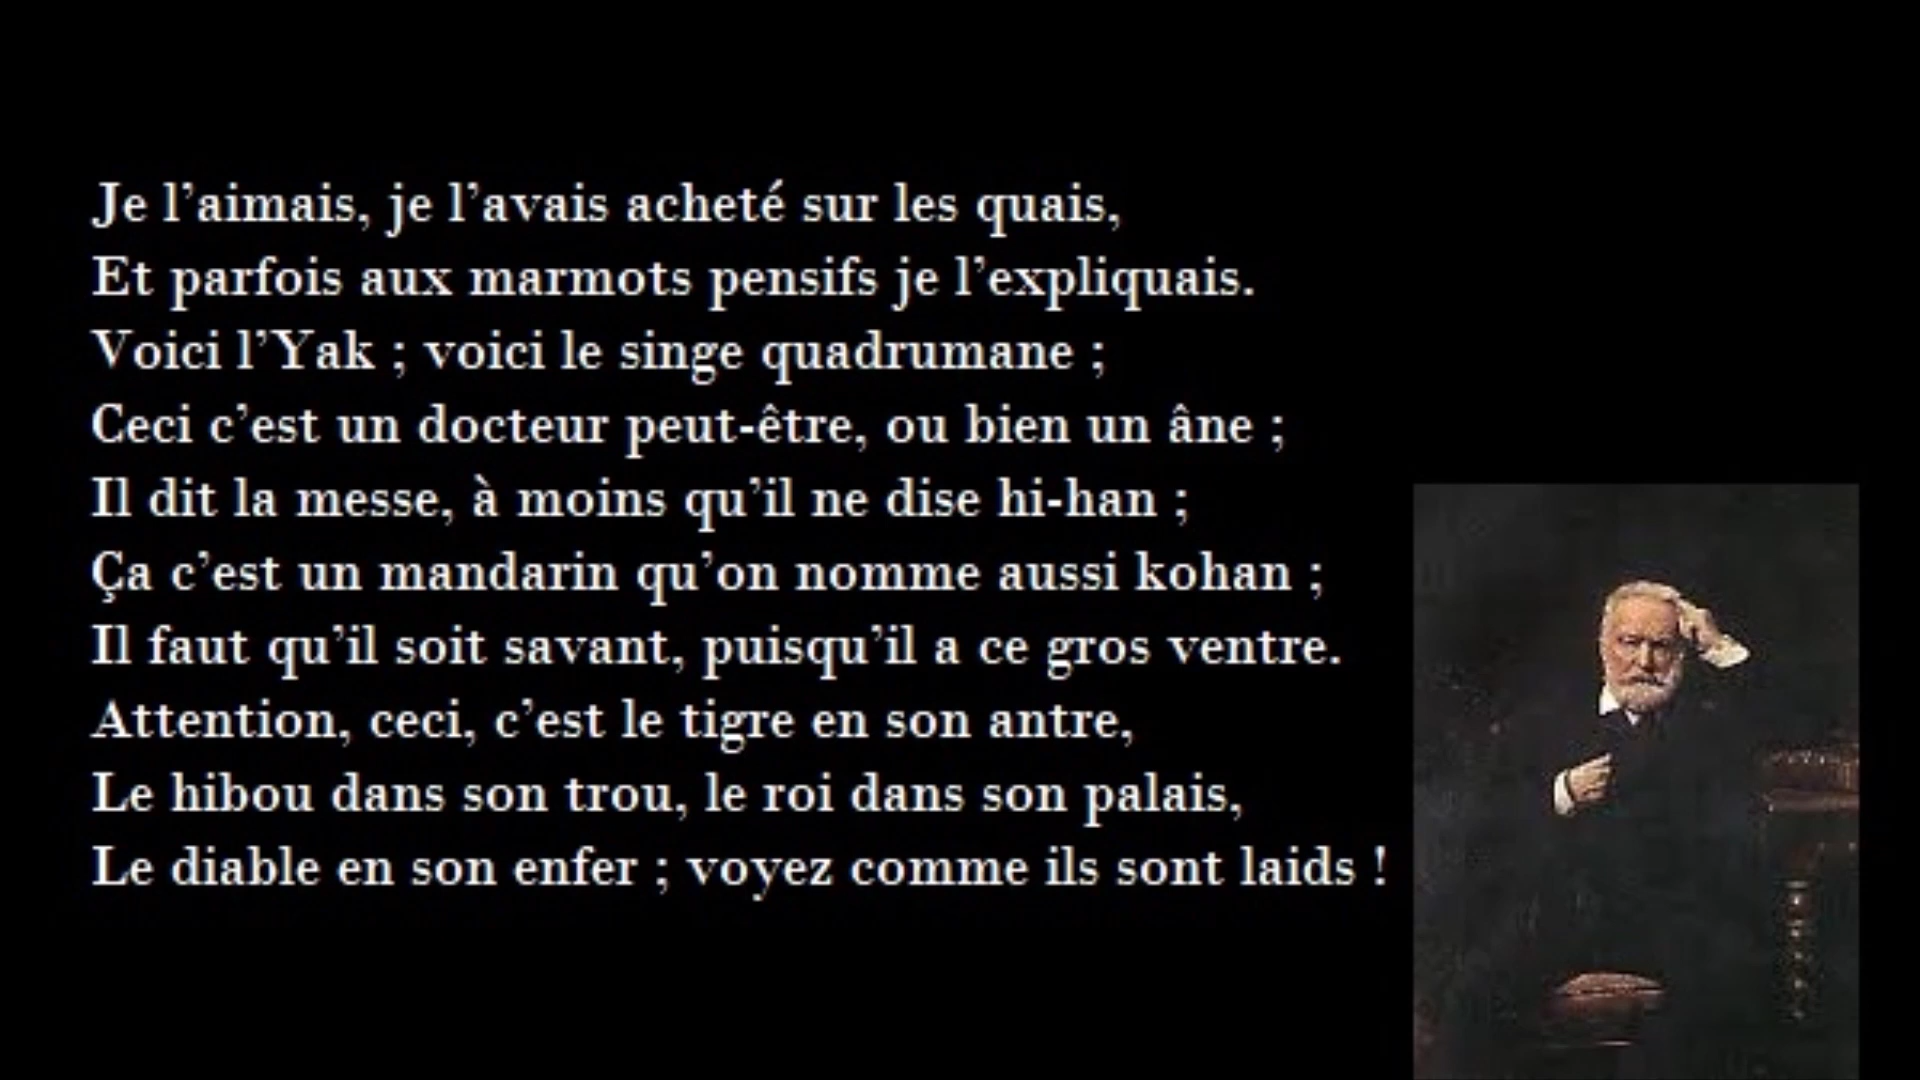 Je l’aimais, je l’avais acheté sur les quais,
Et parfois aux marmots pensifs je l’expliquais.
Voici l’Yak ; voici le singe quadrumane ;
Ceci c’est un docteur peut-être, ou bien un âne ;
Il dit la messe, à moins qu’il ne dise hi-han ;
Ça c’est un mandarin qu’on nomme aussi kohan ;
Il faut qu’il soit savant, puisqu’il a ce gros ventre.
Attention, ceci, c’est le tigre en son antre,
Le hibou dans son trou, le roi dans son palais,
Le diable en son enfer ; voyez comme ils sont laids !